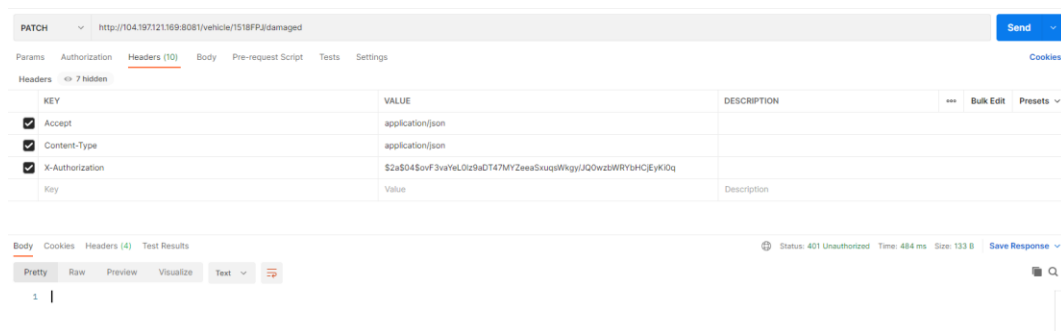 PATCH http://104.197.121.169:8081/vehicle/1518FPJ/damaged Send
Params Authorization Headers (10) Body Pre-request Script Tests Settings Cookies
Headers 7 hidden
KEY VALUE DESCRIPTION ooo Bulk Edit Presets
Accept application/json
Content-Type application/json
X-Authorization $2a$04$ovF3vaYeL0Iz9aDT47MYZeeaSxuqsWkgy/JQ0wzbWRYbHCjEyKi0q
Key Value Description
Body Cookies Headers (4) Test Results Status: 401 Unauthorized Time: 484 ms Size: 133 B Save Response
Pretty Raw Preview Visualize Text
1